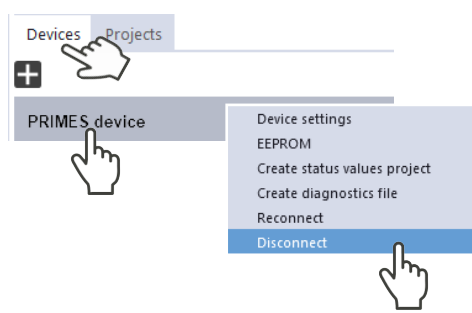 Devices Projects
PRIMES device
Device settings
EEPROM
Create status values project
Create diagnostics file
Reconnect
Disconnect